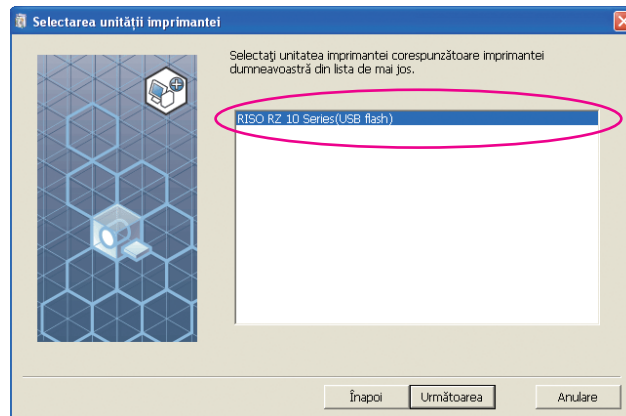 Selectarea unității imprimantei
Selectaţi unitatea imprimantei corespunzătoare imprimantei
dumneavoastră din lista de mai jos.
RISO RZ 10 Series(USB flash)
Înapoi
Următoarea
Anulare